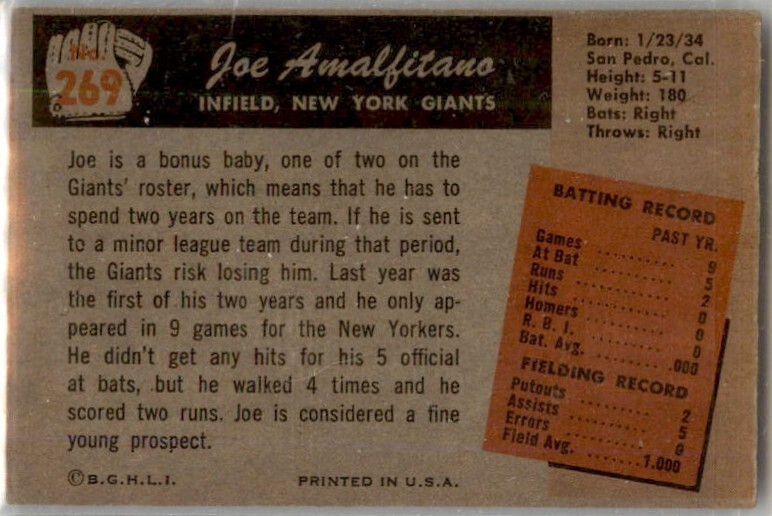 No.
269
Joe Amalfitano
INFIELD, NEW YORK GIANTS
Born: 1/23/34
San Pedro, Cal.
Height: 5-11
Weight: 180
Bats: Right
Throws: Right
Joe is a bonus baby, one of two on the
Giants' roster, which means that he has to
spend two years on the team. If he is sent
to a minor league team during that period,
the Giants risk losing him. Last year was
the first of his two years and he only ap-
peared in 9 games for the New Yorkers.
He didn't get any hits for his 5 official
at bats, but he walked 4 times and he
scored two runs. Joe is considered a fine
young prospect.
BATTING RECORD
PAST YR.
Games ......... 9
At Bat ......... 5
Runs ......... 2
Hits ......... 0
Homers ......... 0
R. B. I. ......... 0
Bat. Avg. ......... .000
FIELDING RECORD
Putouts ......... 2
Assists ......... 5
Errors ......... 0
Field Avg. ......... 1.000
©B.G.H.L.I.
PRINTED IN U.S.A.